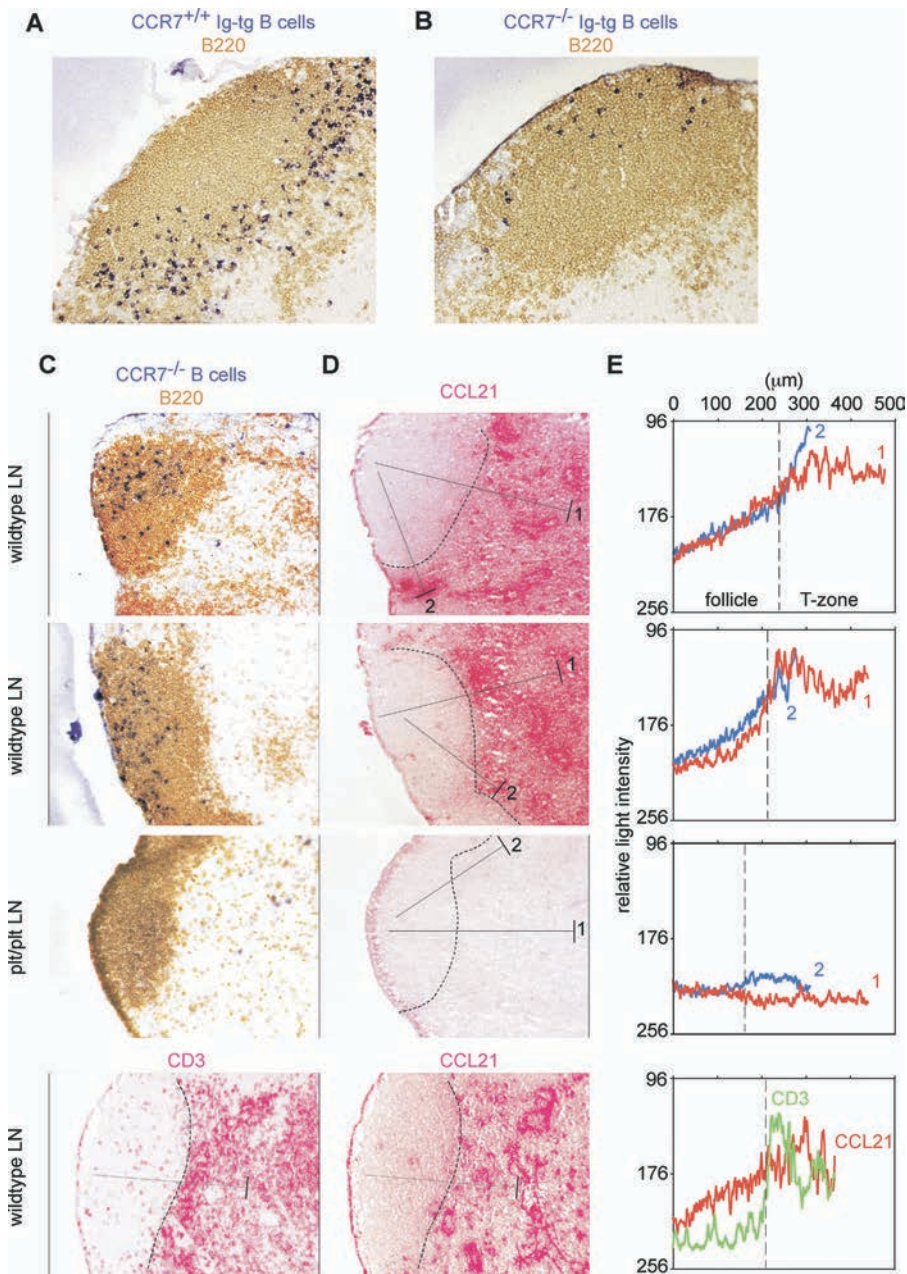 A
CCR7+/+ Ig-tg B cells
B220
B
CCR7-/- Ig-tg B cells
B220
C
CCR7-/- B cells
B220
D
CCL21
E
(μm)
0 100 200 300 400 500
wildtype LN
1
2
96
176
256
2
1
follicle
T-zone
wildtype LN
1
2
96
176
256
1
2
relative light intensity
plt/plt LN
2
1
96
176
256
2
1
CD3
CCL21
wildtype LN
96
176
256
CD3
CCL21